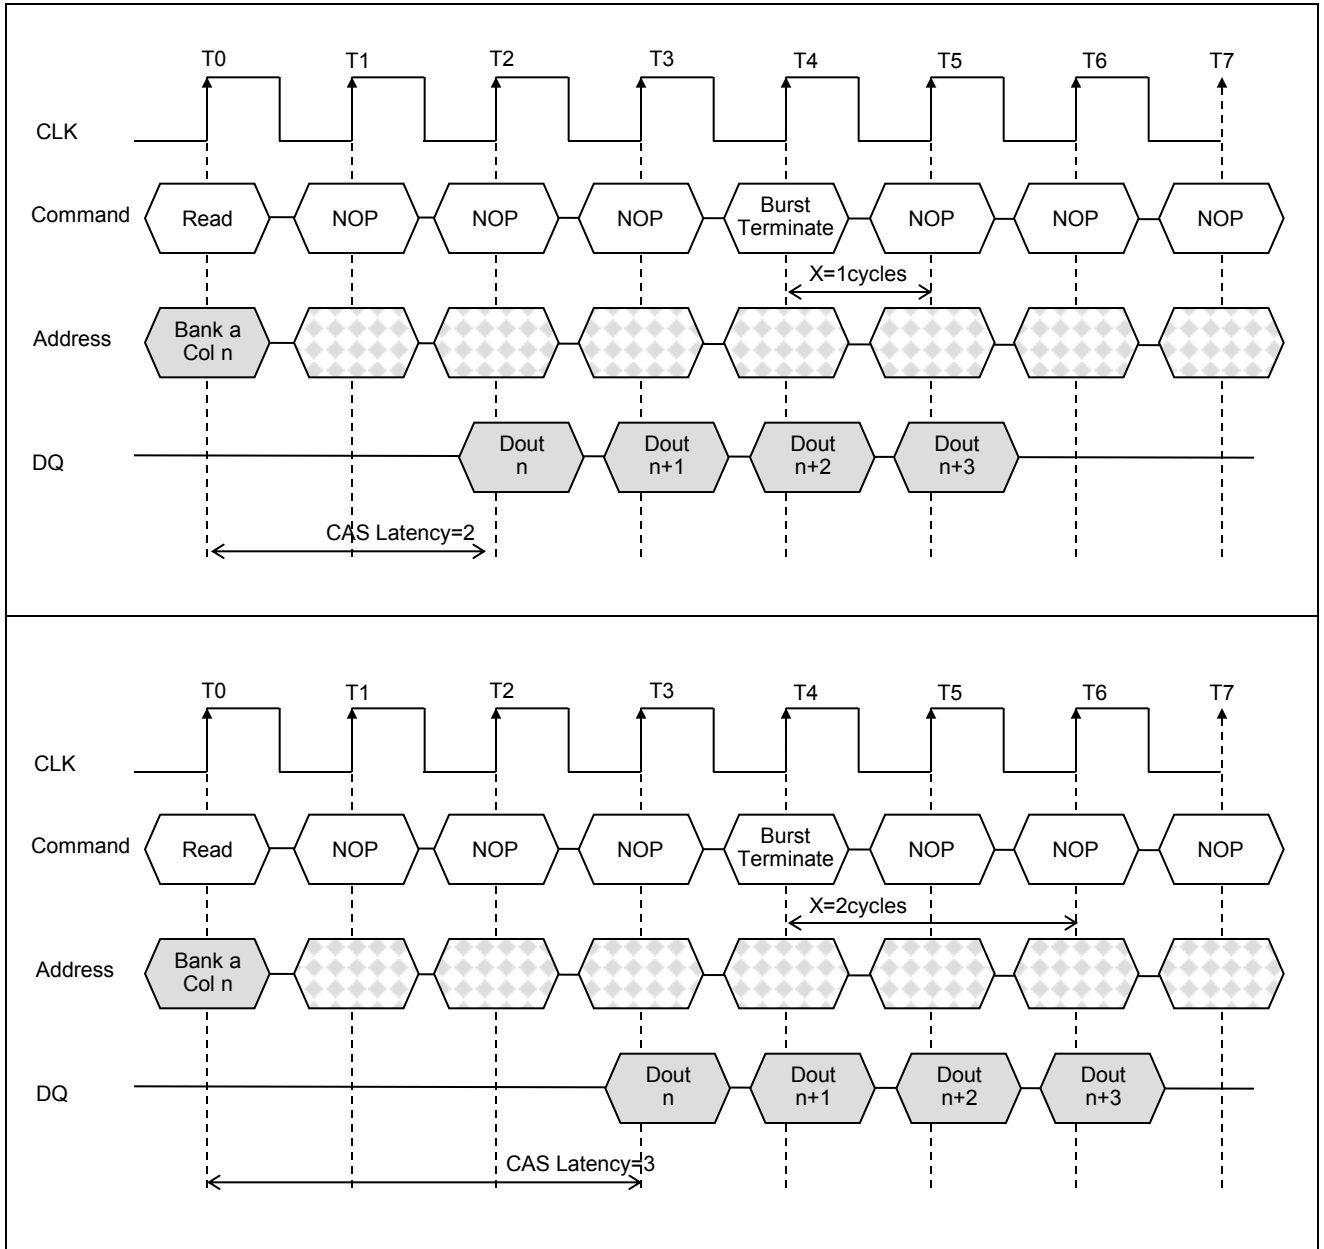 T0 T1 T2 T3 T4 T5 T6 T7
CLK
Command Read NOP NOP NOP Burst Terminate NOP NOP NOP
X=1cycles
Address Bank a Col n
DQ Dout n Dout n+1 Dout n+2 Dout n+3
CAS Latency=2
T0 T1 T2 T3 T4 T5 T6 T7
CLK
Command Read NOP NOP NOP Burst Terminate NOP NOP NOP
X=2cycles
Address Bank a Col n
DQ Dout n Dout n+1 Dout n+2 Dout n+3
CAS Latency=3